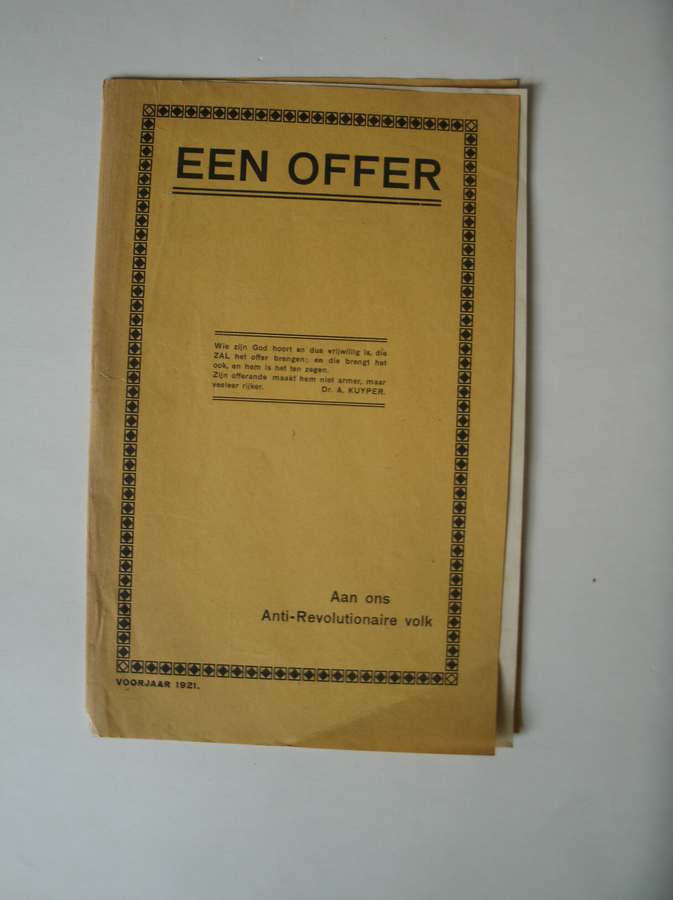 EEN OFFER
Wie zijn God hoort en dus vrijwillig is, die
ZAL het offer brengen; en die brengt het
ook, en hem is het ten zegen.
Zijn offerande maakt hem niet armer, maar
veeleer rijker. Dr. A. KUYPER.
Aan ons
Anti-Revolutionaire volk
VOORJAAR 1921.